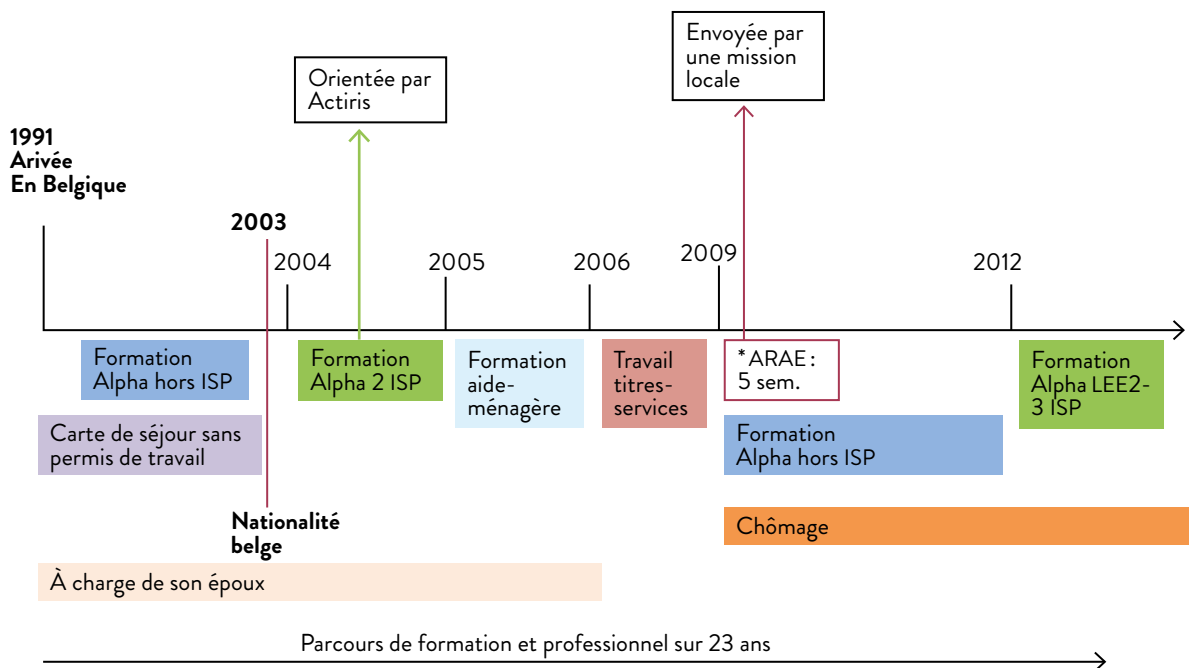 Orientée par
Actiris
Envoyée par
une mission
locale
1991
Arivée
En Belgique
2003
2004
2005
2006
2009
2012
Formation
Alpha hors ISP
Formation
Alpha 2 ISP
Formation
aide-
ménagère
Travail
titres-
services
*ARAE :
5 sem.
Formation
Alpha LEE2-
3 ISP
Carte de séjour sans
permis de travail
Formation
Alpha hors ISP
Nationalité
belge
Chômage
À charge de son époux
Parcours de formation et professionnel sur 23 ans